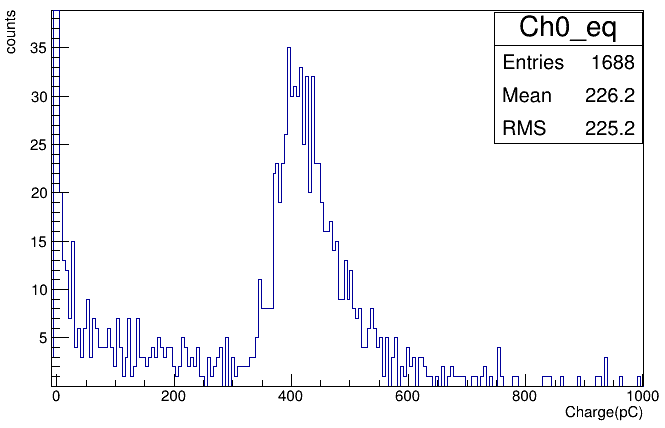 Ch0_eq
Entries 1688
Mean 226.2
RMS 225.2
counts
35
30
25
20
15
10
5
0 200 400 600 800 1000
Charge(pC)